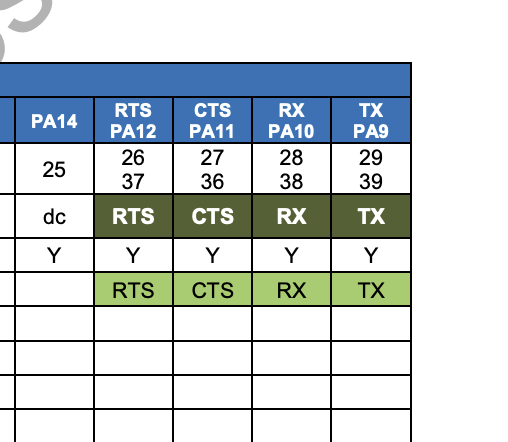 PA14 RTS PA12 CTS PA11 RX PA10 TX PA9
25 26 37 27 36 28 38 29 39
dc RTS CTS RX TX
Y Y Y Y Y
RTS CTS RX TX